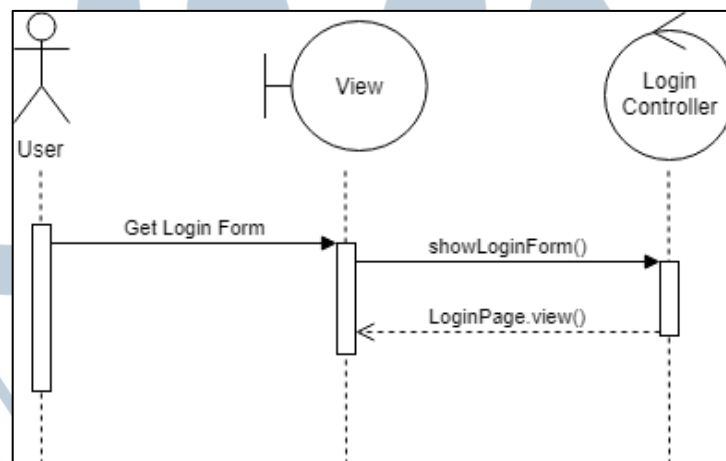 View
Login
Controller
User
Get Login Form
showLoginForm()
LoginPage.view()